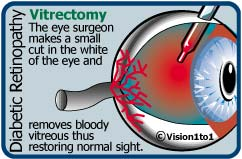 Diabetic Retinopathy
Vitrectomy
The eye surgeon
makes a small
cut in the white
of the eye and
removes bloody
vitreous thus
restoring normal sight.
©Vision1to1